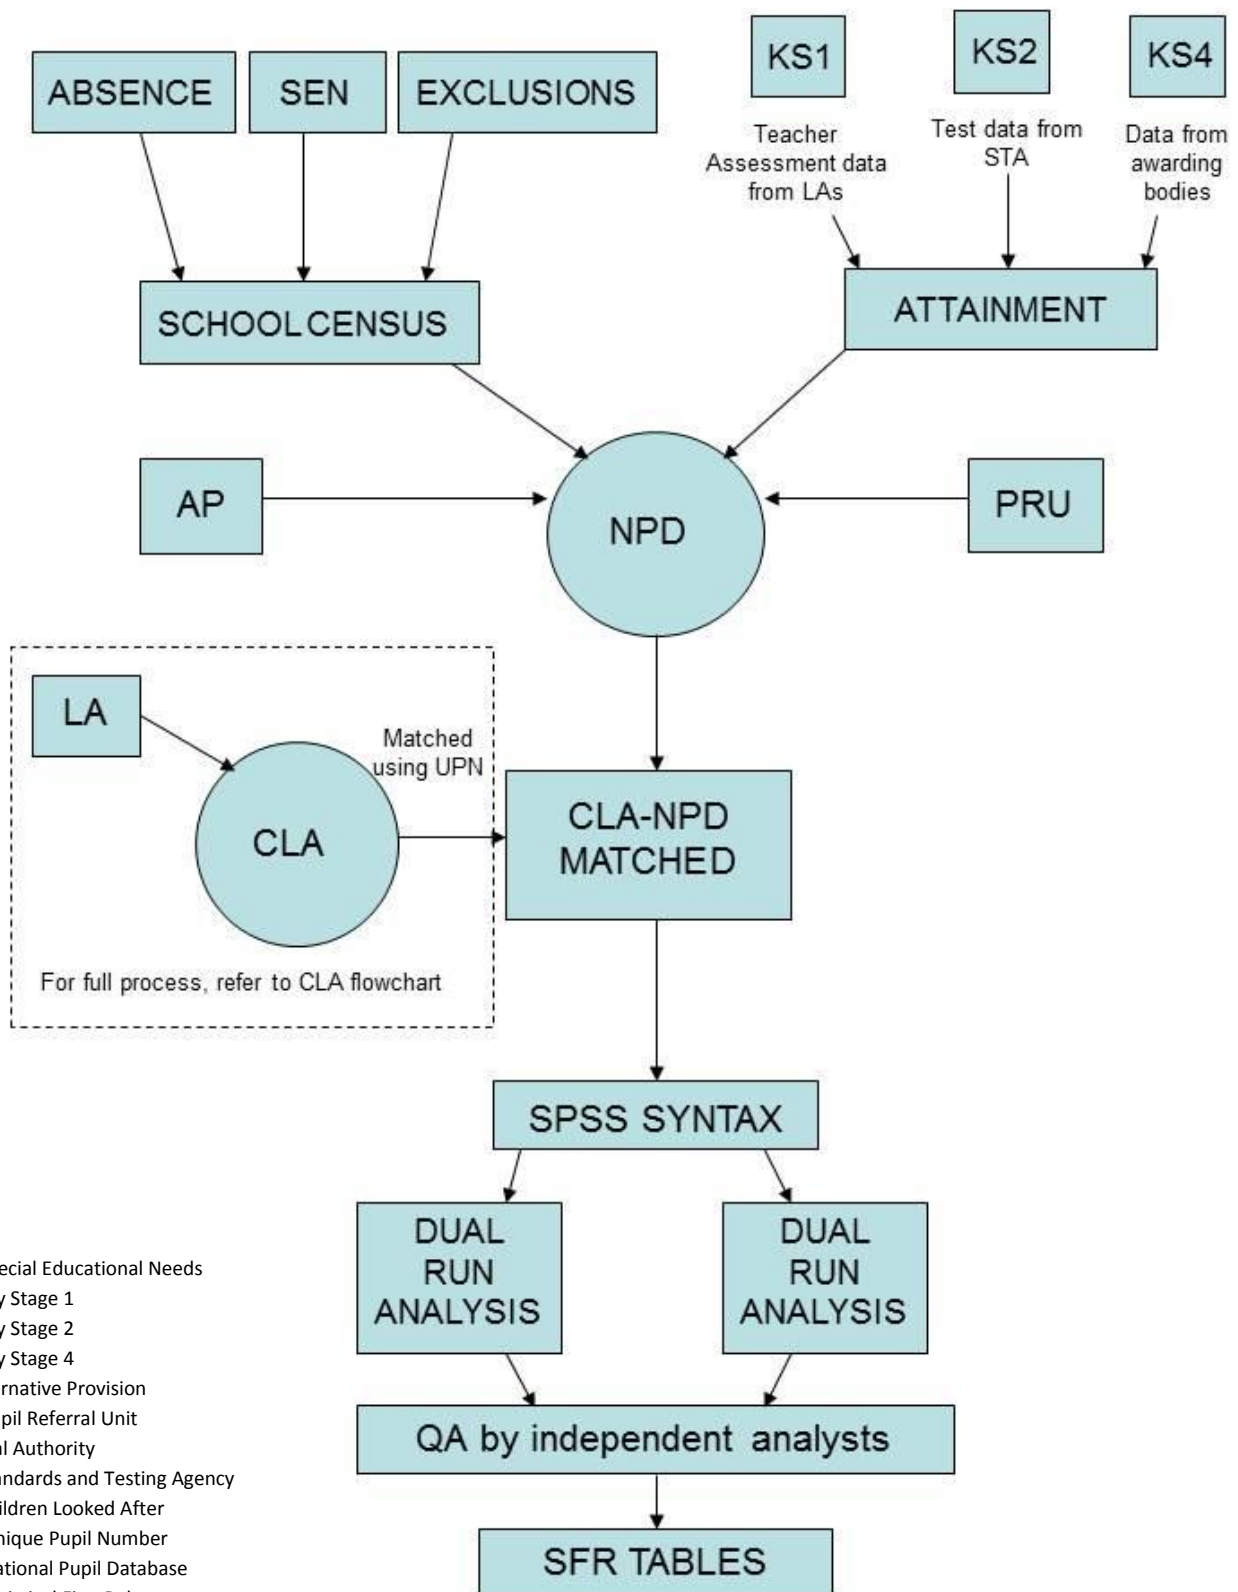 ABSENCE
SEN
EXCLUSIONS
KS1
KS2
KS4
Teacher
Assessment data
from LAs
Test data from
STA
Data from
awarding
bodies
SCHOOL CENSUS
ATTAINMENT
AP
NPD
PRU
LA
Matched
using UPN
CLA
CLA-NPD
MATCHED
For full process, refer to CLA flowchart
SPSS SYNTAX
DUAL
RUN
ANALYSIS
DUAL
RUN
ANALYSIS
QA by independent analysts
SFR TABLES
ecial Educational Needs
y Stage 1
y Stage 2
y Stage 4
rnative Provision
pil Referral Unit
al Authority
andards and Testing Agency
ildren Looked After
nique Pupil Number
ational Pupil Database